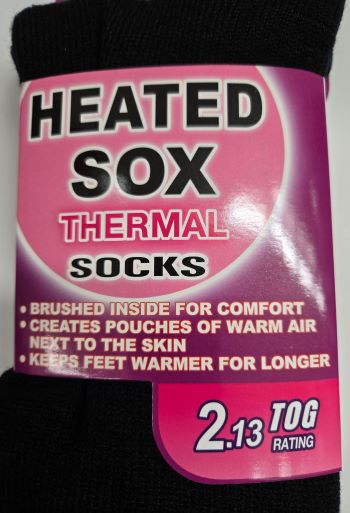 HEATED
SOX
THERMAL
SOCKS
• BRUSHED INSIDE FOR COMFORT
• CREATES POUCHES OF WARM AIR
NEXT TO THE SKIN
• KEEPS FEET WARMER FOR LONGER
2.13 TOG
RATING